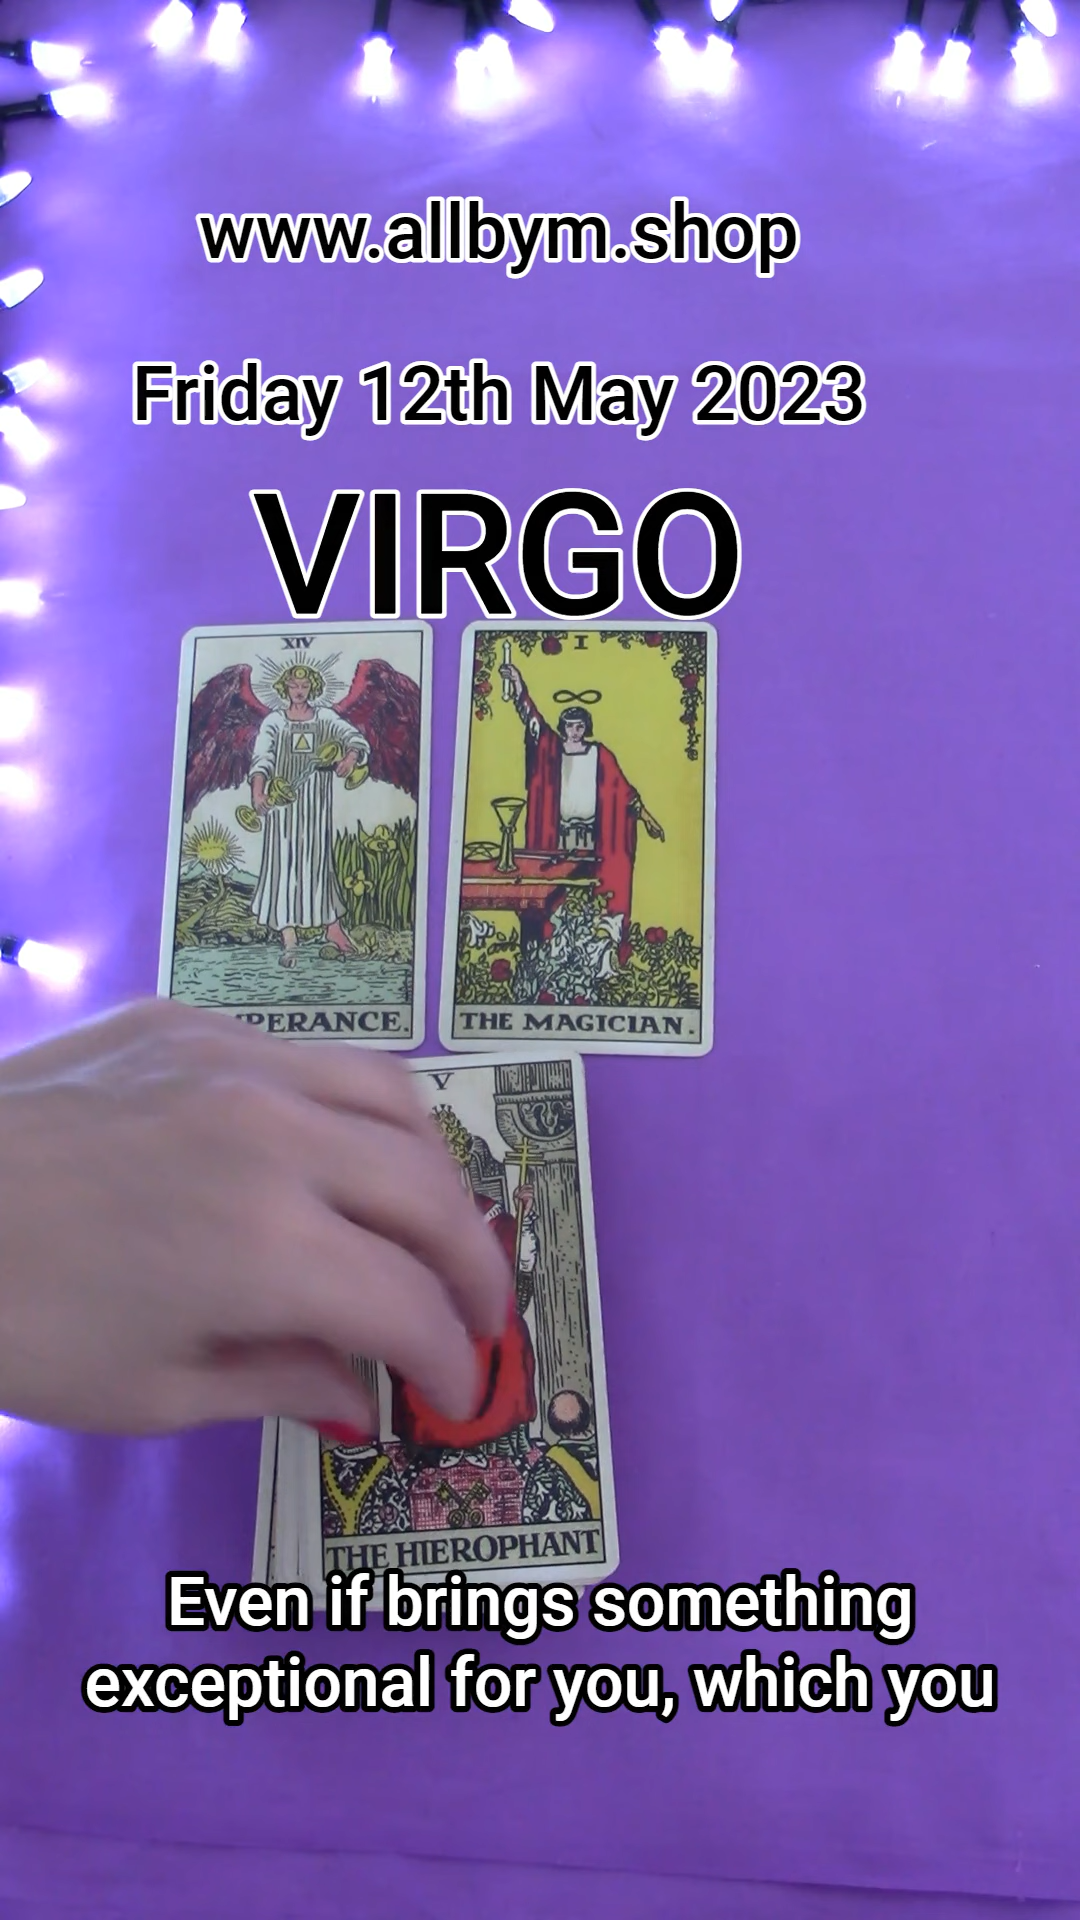 www.allbym.shop
Friday 12th May 2023
VIRGO
XIV
I
PERANCE.
THE MAGICIAN.
V
THE HIEROPHANT
Even if brings something
exceptional for you, which you